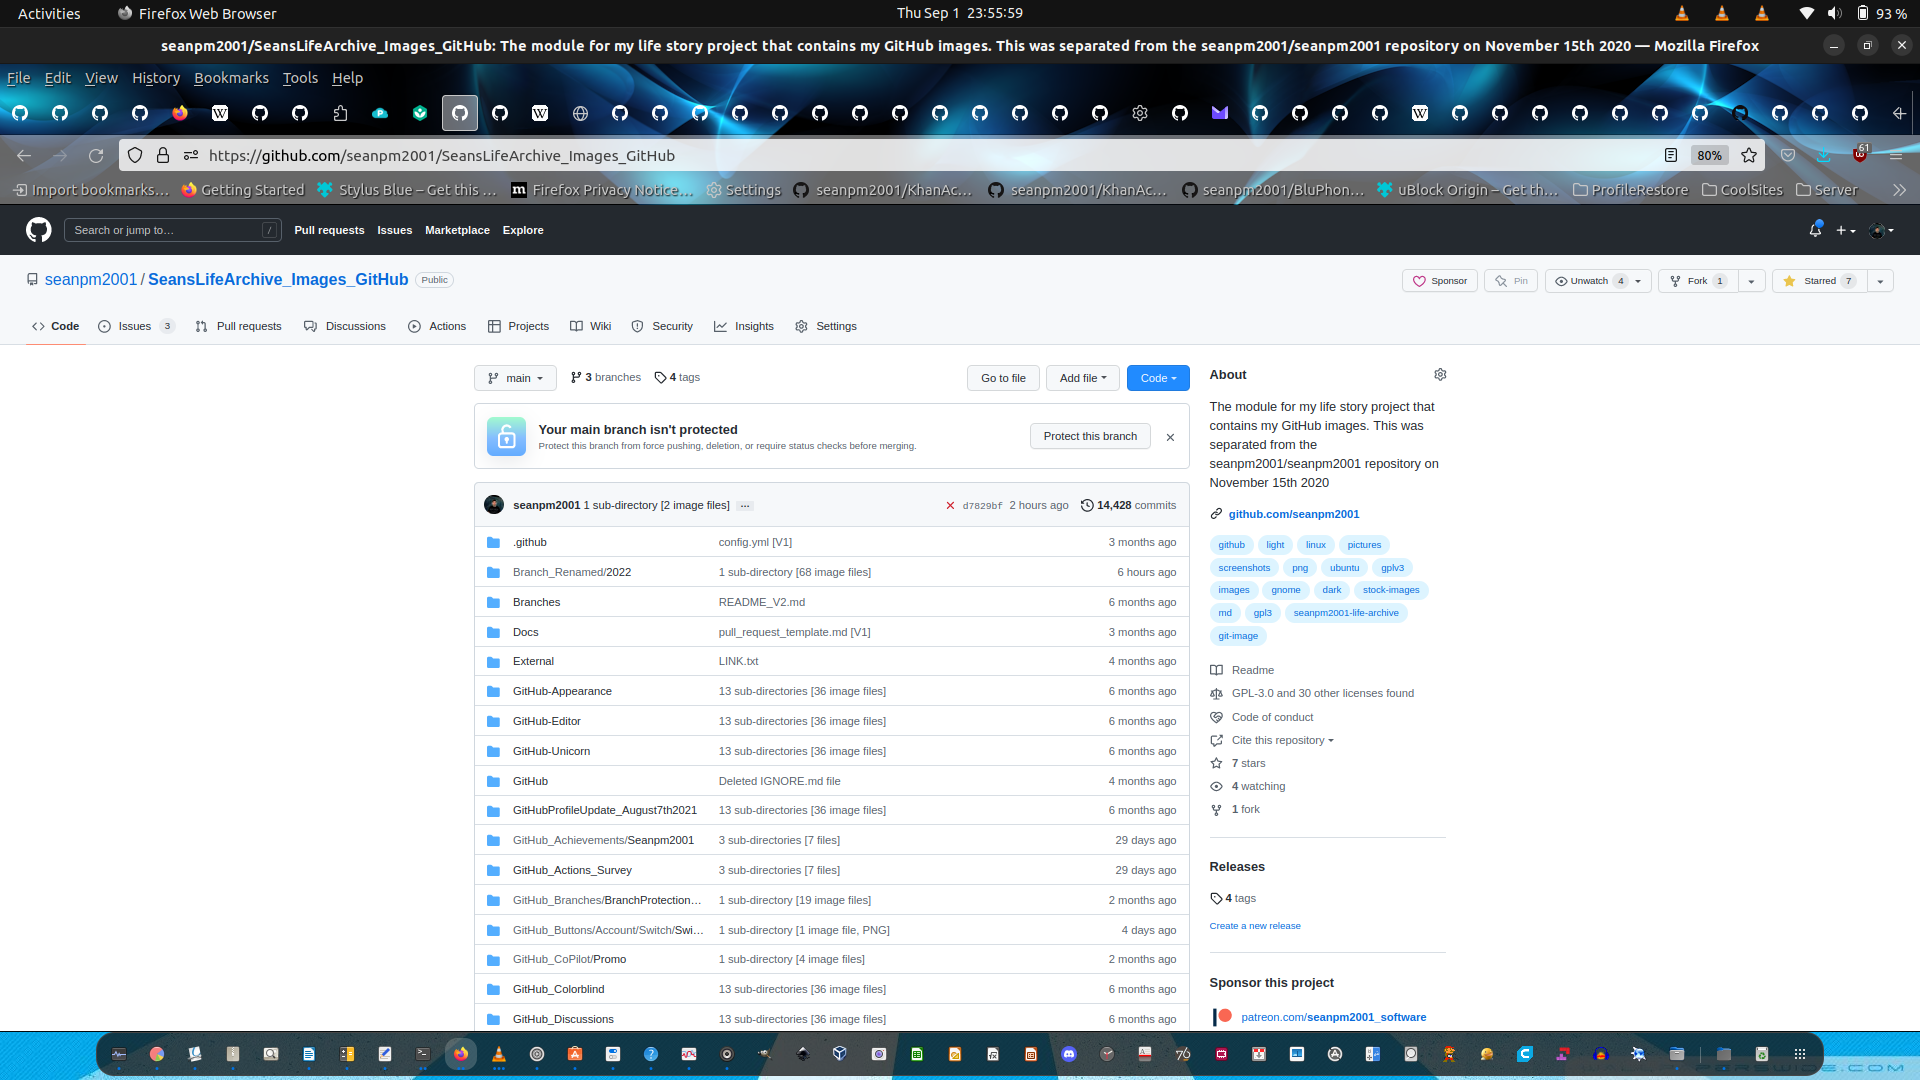 Activities
Firefox Web Browser
Thu Sep 1 23:55:59
93 %
seanpm2001/SeansLifeArchive_Images_GitHub: The module for my life story project that contains my GitHub images. This was separated from the seanpm2001/seanpm2001 repository on November 15th 2020 — Mozilla Firefox
File Edit View History Bookmarks Tools Help
https://github.com/seanpm2001/SeansLifeArchive_Images_GitHub
80%
61
Import bookmarks…
Getting Started
Stylus Blue – Get this …
Firefox Privacy Notice…
Settings
seanpm2001/KhanAc…
seanpm2001/KhanAc…
seanpm2001/BluPhon…
uBlock Origin – Get th…
ProfileRestore
CoolSites
Server
Search or jump to…
/
Pull requests
Issues
Marketplace
Explore
seanpm2001 / SeansLifeArchive_Images_GitHub
Public
Sponsor
Pin
Unwatch 4
Fork 1
Starred 7
Code
Issues 3
Pull requests
Discussions
Actions
Projects
Wiki
Security
Insights
Settings
main
3 branches
4 tags
Go to file
Add file
Code
Your main branch isn't protected
Protect this branch from force pushing, deletion, or require status checks before merging.
Protect this branch
seanpm2001 1 sub-directory [2 image files] …
d7829bf 2 hours ago
14,428 commits
.github config.yml [V1] 3 months ago
Branch_Renamed/2022 1 sub-directory [68 image files] 6 hours ago
Branches README_V2.md 6 months ago
Docs pull_request_template.md [V1] 3 months ago
External LINK.txt 4 months ago
GitHub-Appearance 13 sub-directories [36 image files] 6 months ago
GitHub-Editor 13 sub-directories [36 image files] 6 months ago
GitHub-Unicorn 13 sub-directories [36 image files] 6 months ago
GitHub Deleted IGNORE.md file 4 months ago
GitHubProfileUpdate_August7th2021 13 sub-directories [36 image files] 6 months ago
GitHub_Achievements/Seanpm2001 3 sub-directories [7 files] 29 days ago
GitHub_Actions_Survey 3 sub-directories [7 files] 29 days ago
GitHub_Branches/BranchProtection… 1 sub-directory [19 image files] 2 months ago
GitHub_Buttons/Account/Switch/Swi… 1 sub-directory [1 image file, PNG] 4 days ago
GitHub_CoPilot/Promo 1 sub-directory [4 image files] 2 months ago
GitHub_Colorblind 13 sub-directories [36 image files] 6 months ago
GitHub_Discussions 13 sub-directories [36 image files] 6 months ago
About
The module for my life story project that
contains my GitHub images. This was
separated from the
seanpm2001/seanpm2001 repository on
November 15th 2020
github.com/seanpm2001
github light linux pictures
screenshots png ubuntu gplv3
images gnome dark stock-images
md gpl3 seanpm2001-life-archive
git-image
Readme
GPL-3.0 and 30 other licenses found
Code of conduct
Cite this repository
7 stars
4 watching
1 fork
Releases
4 tags
Create a new release
Sponsor this project
patreon.com/seanpm2001_software